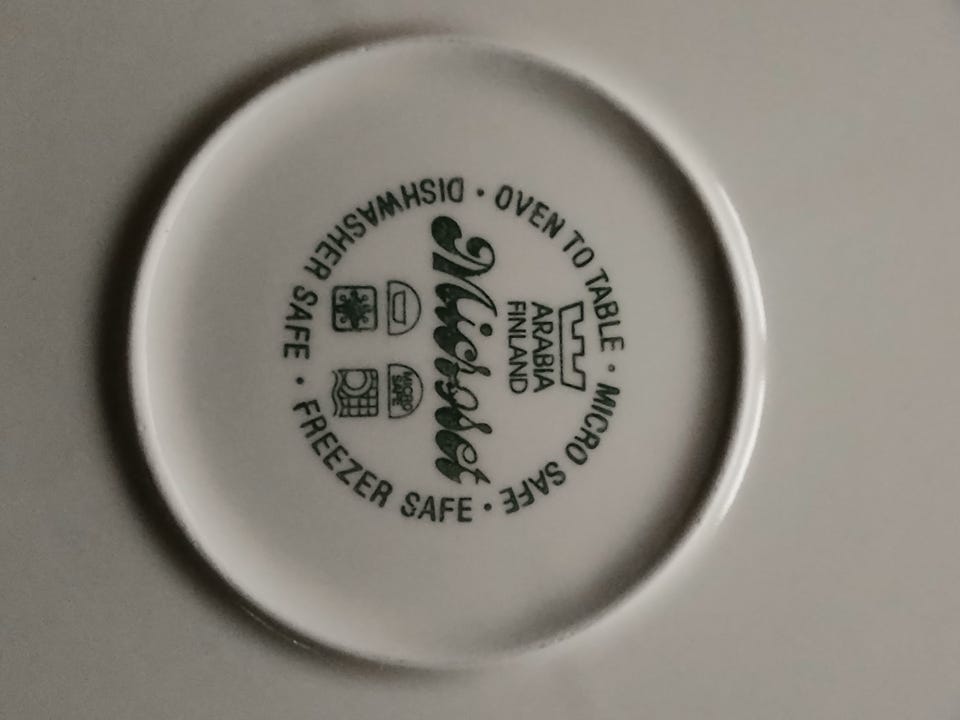 OVEN TO TABLE · MICRO SAFE · FREEZER SAFE · DISHWASHER SAFE ·
ARABIA
FINLAND
Microset
MICRO
SAFE